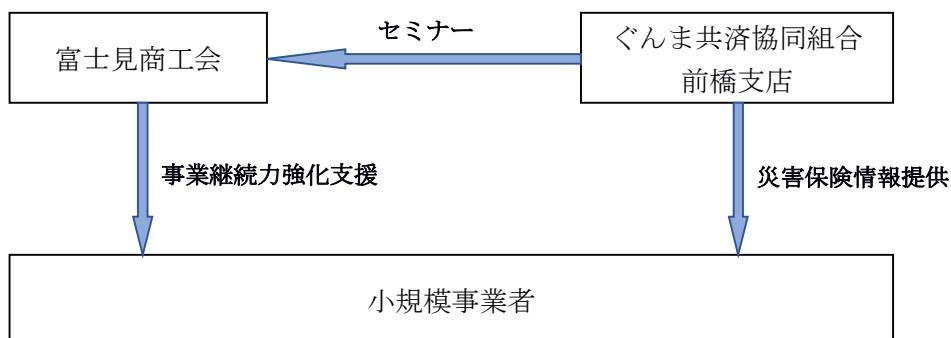 セミナー
富士見商工会
ぐんま共済協同組合
前橋支店
事業継続力強化支援
災害保険情報提供
小規模事業者